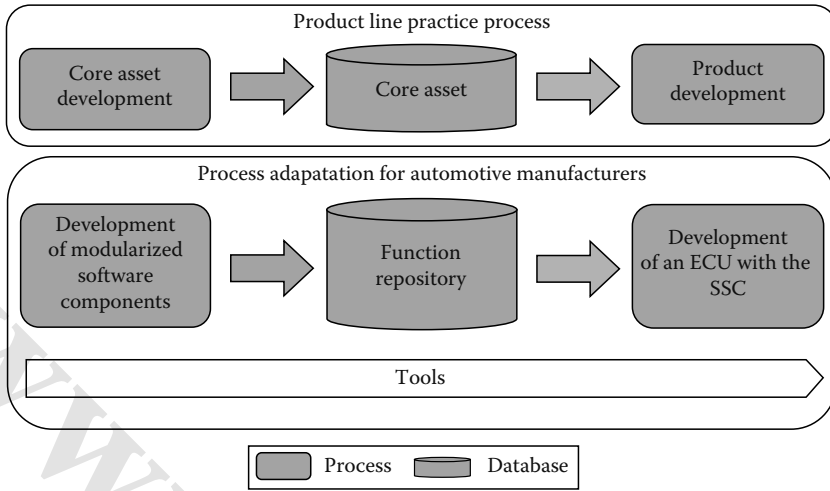 Product line practice process
Core asset
development
Core asset
Product
development
Process adapatation for automotive manufacturers
Development
of modularized
software
components
Function
repository
Development
of an ECU with the
SSC
Tools
Process
Database